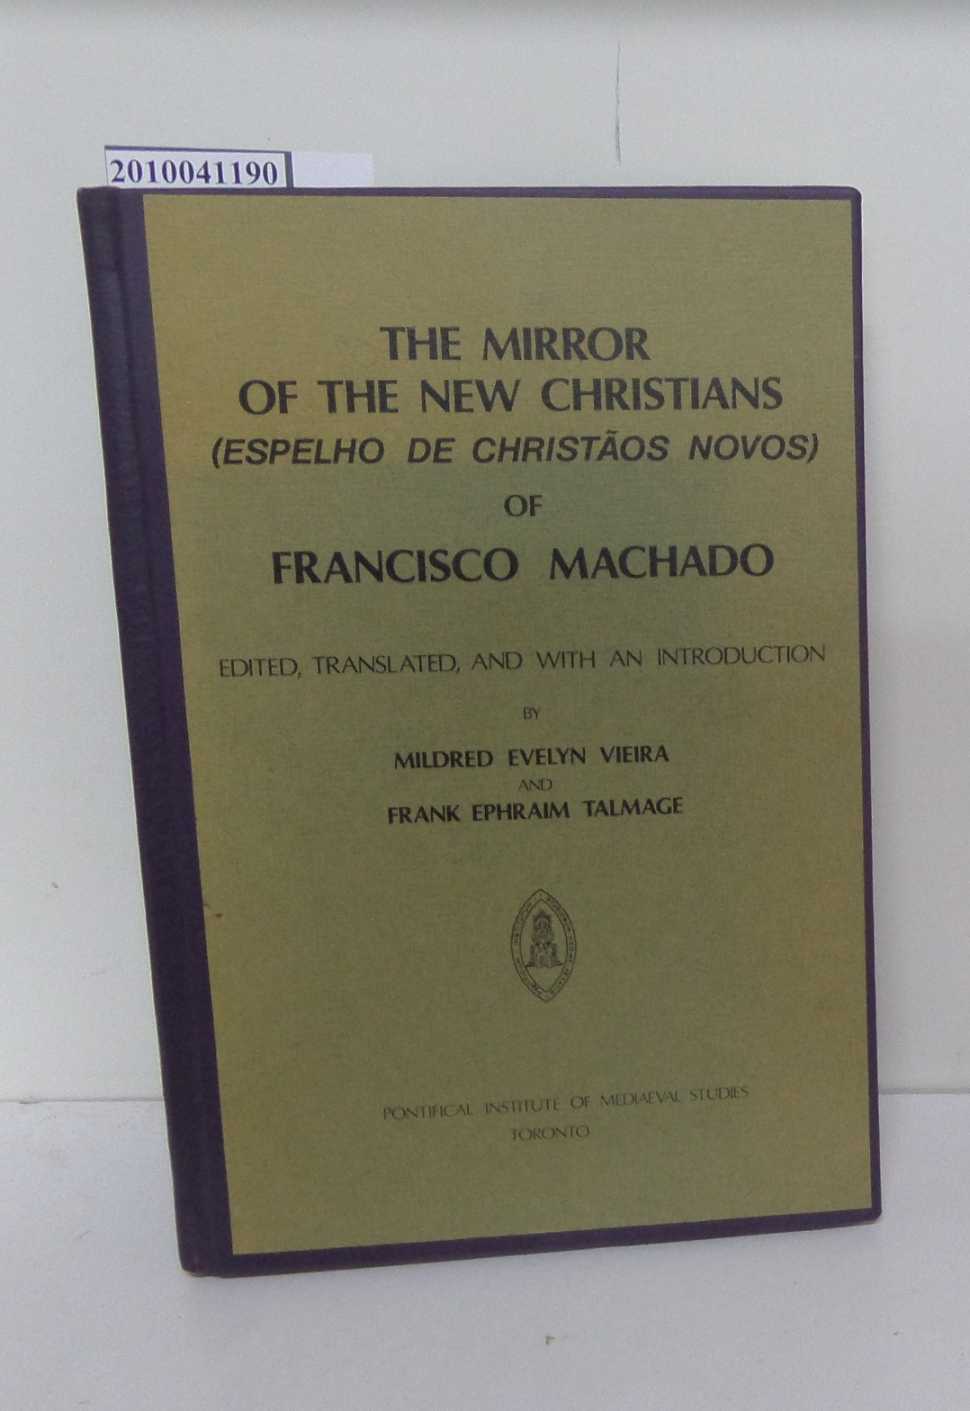 2010041190
THE MIRROR
OF THE NEW CHRISTIANS
(ESPELHO DE CHRISTÃOS NOVOS)
OF
FRANCISCO MACHADO
EDITED, TRANSLATED, AND WITH AN INTRODUCTION
BY
MILDRED EVELYN VIEIRA
AND
FRANK EPHRAIM TALMAGE
PONTIFICAL INSTITUTE OF MEDIAEVAL STUDIES
TORONTO